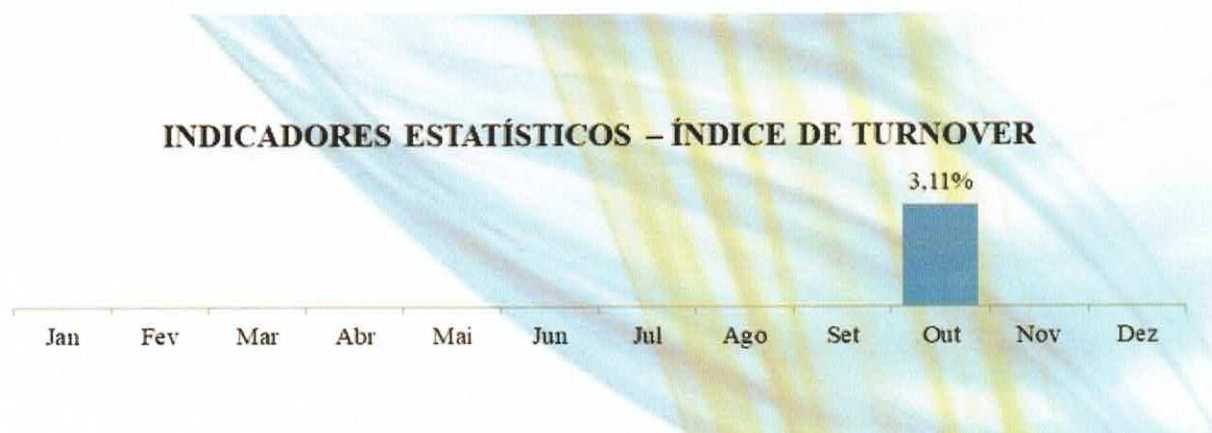 INDICADORES ESTATÍSTICOS – ÍNDICE DE TURNOVER
3,11%
Jan Fev Mar Abr Mai Jun Jul Ago Set Out Nov Dez